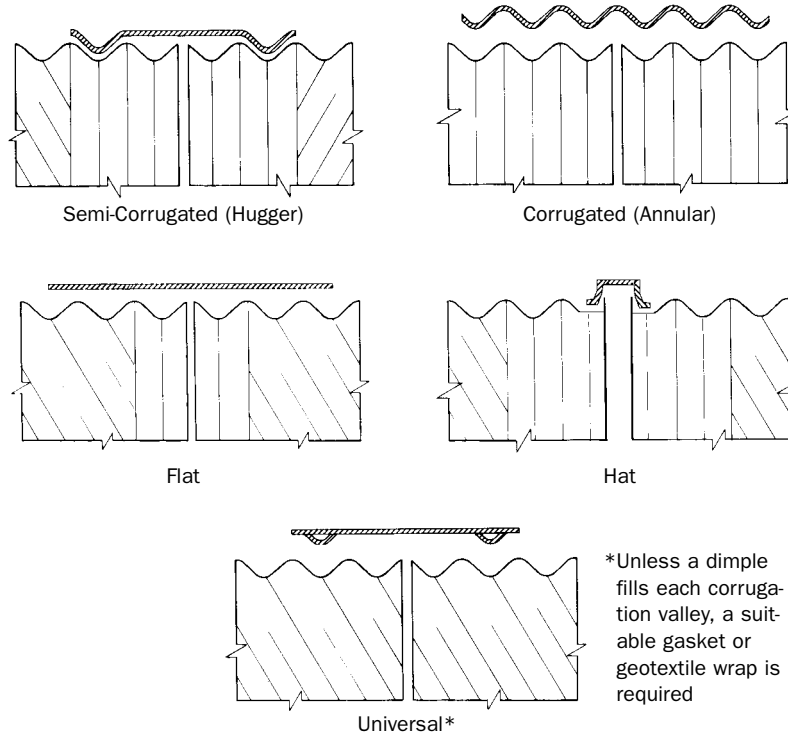 Semi-Corrugated (Hugger)
Corrugated (Annular)
Flat
Hat
*Unless a dimple
fills each corruga-
tion valley, a suit-
able gasket or
geotextile wrap is
required
Universal*